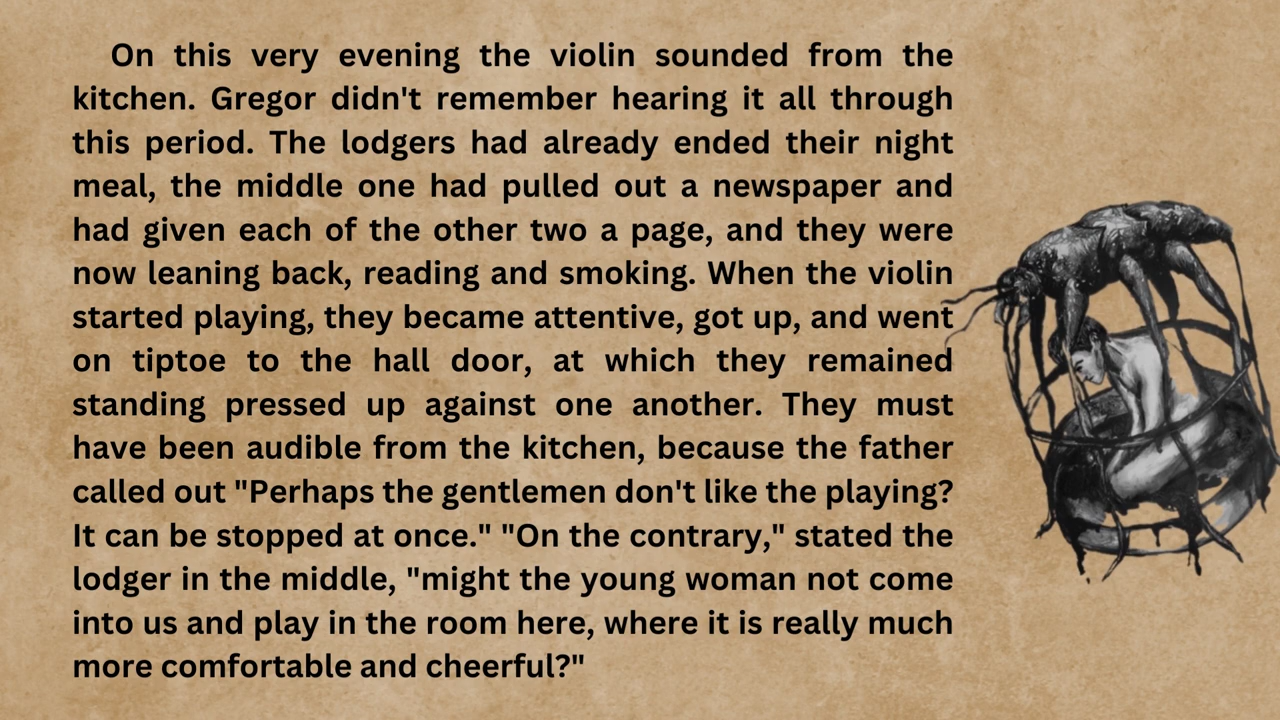 On this very evening the violin sounded from the
kitchen. Gregor didn't remember hearing it all through
this period. The lodgers had already ended their night
meal, the middle one had pulled out a newspaper and
had given each of the other two a page, and they were
now leaning back, reading and smoking. When the violin
started playing, they became attentive, got up, and went
on tiptoe to the hall door, at which they remained
standing pressed up against one another. They must
have been audible from the kitchen, because the father
called out "Perhaps the gentlemen don't like the playing?
It can be stopped at once." "On the contrary," stated the
lodger in the middle, "might the young woman not come
into us and play in the room here, where it is really much
more comfortable and cheerful?"